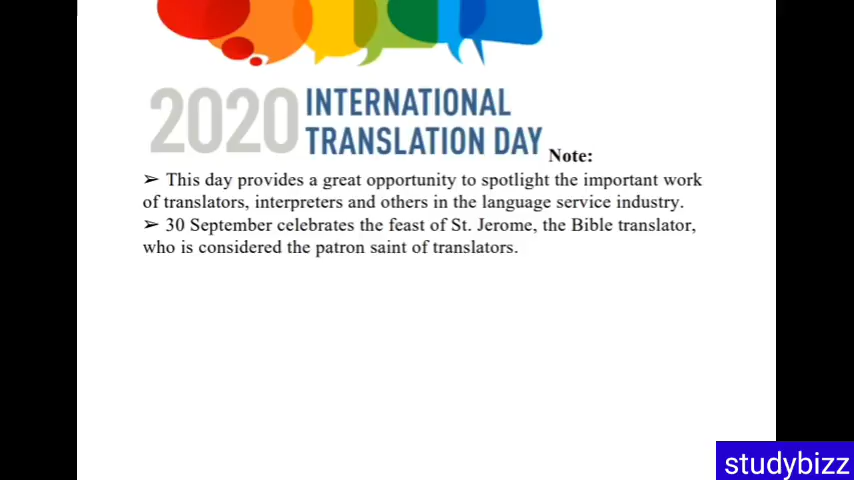 2020 INTERNATIONAL
TRANSLATION DAY Note:
➢ This day provides a great opportunity to spotlight the important work
of translators, interpreters and others in the language service industry.
➢ 30 September celebrates the feast of St. Jerome, the Bible translator,
who is considered the patron saint of translators.
studybizz